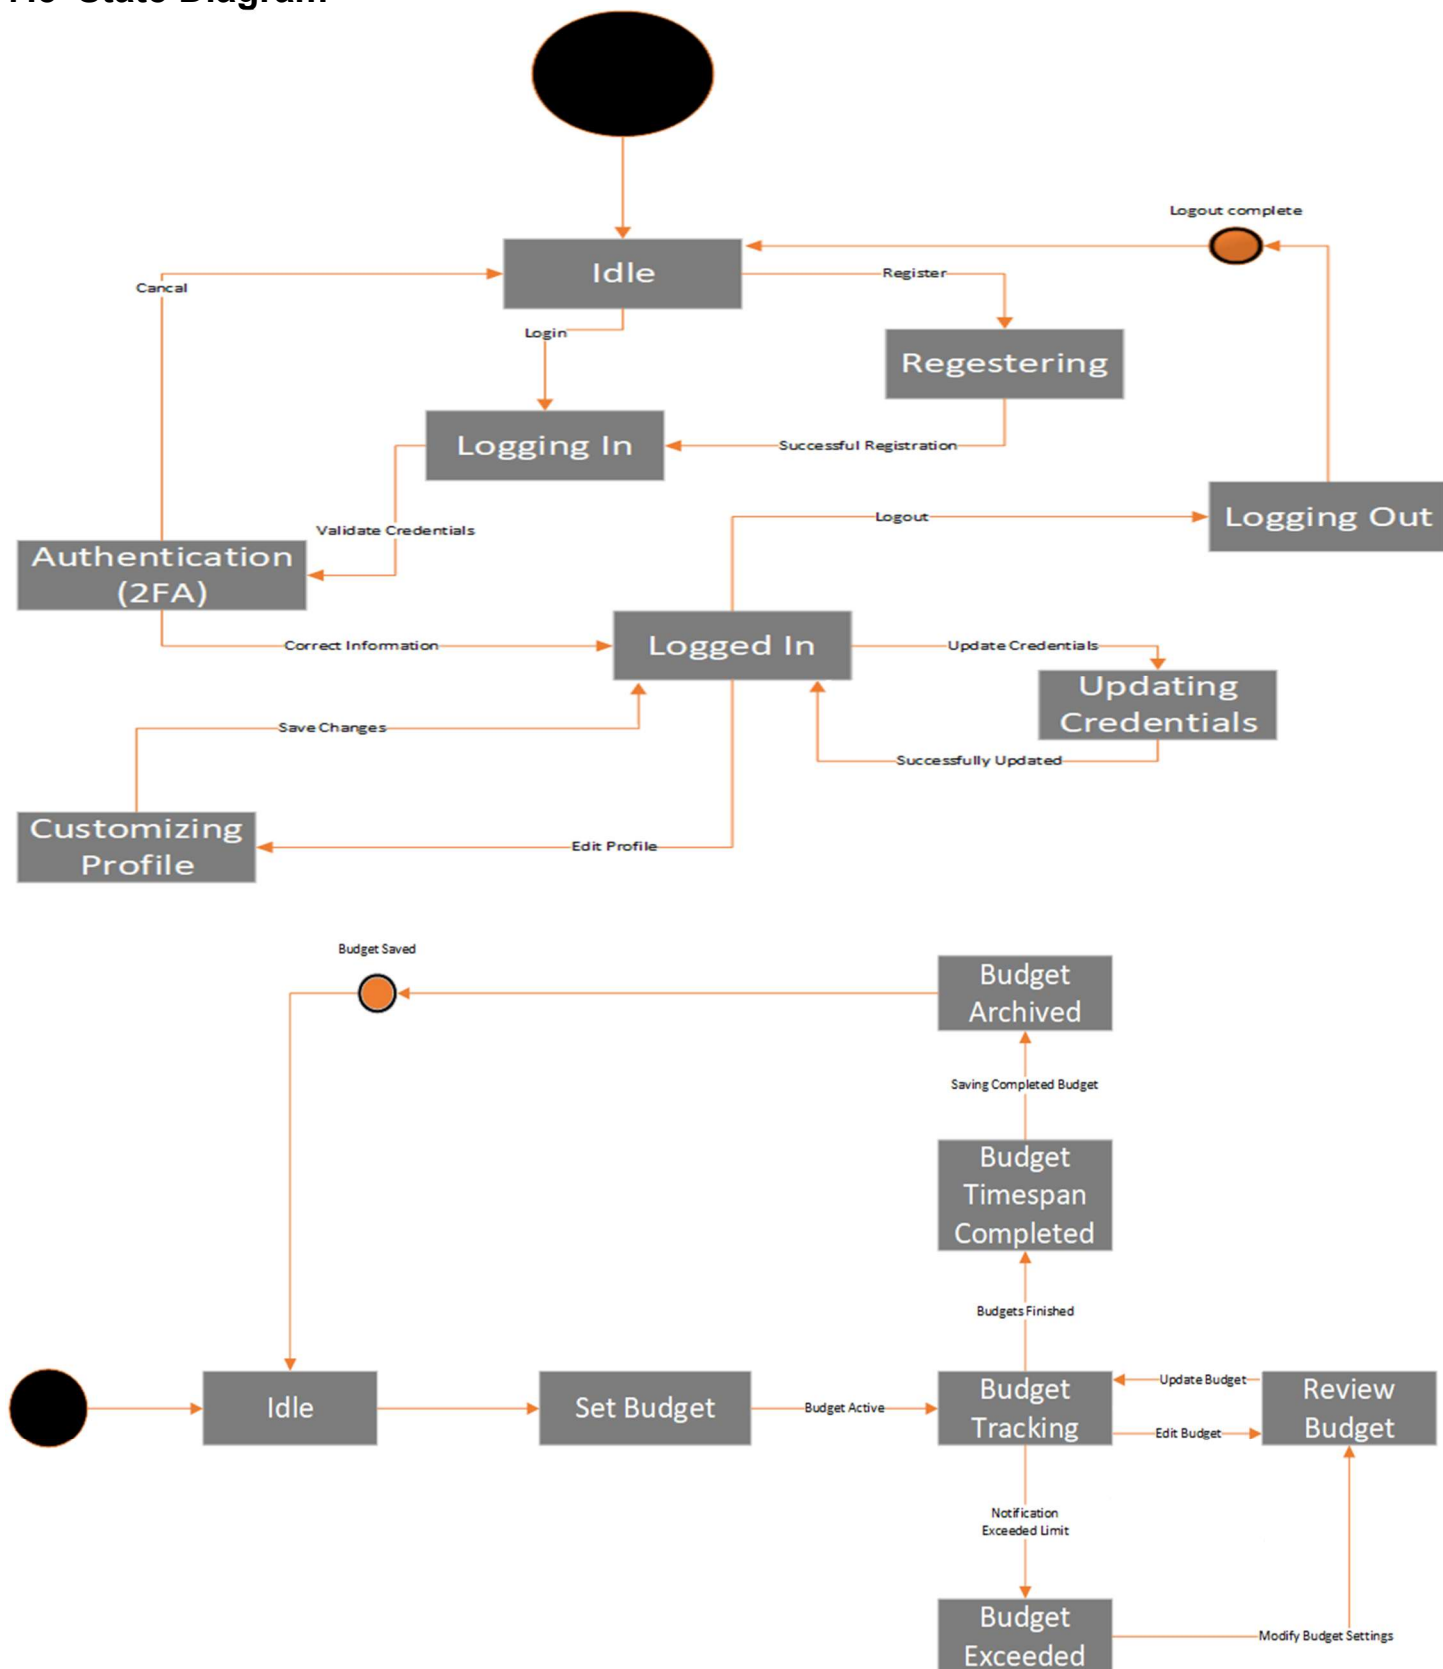 State Diagram
Logout complete
Idle
Register
Cancal
Login
Regestering
Logging In
Successful Registration
Logout
Logging Out
Validate Credentials
Authentication
(2FA)
Correct Information
Logged In
Update Credentials
Updating
Credentials
Save Changes
Successfully Updated
Customizing
Profile
Edit Profile
Budget Saved
Budget
Archived
Saving Completed Budget
Budget
Timespan
Completed
Budgets Finished
Idle
Set Budget
Budget Active
Budget
Tracking
Update Budget
Edit Budget
Review
Budget
Notification
Exceeded Limit
Budget
Exceeded
Modify Budget Settings